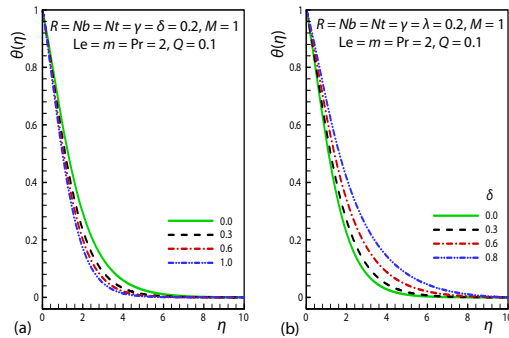 R = Nb = Nt = γ = δ = 0.2, M = 1
Le = m = Pr = 2, Q = 0.1
θ(η)
1
0.8
0.6
0.4
0.2
0
0.0
0.3
0.6
1.0
0 2 4 6 8 10
(a)
η
R = Nb = Nt = γ = λ = 0.2, M = 1
Le = m = Pr = 2, Q = 0.1
θ(η)
1
0.8
0.6
0.4
0.2
0
δ
0.0
0.3
0.6
0.8
0 2 4 6 8 10
(b)
η